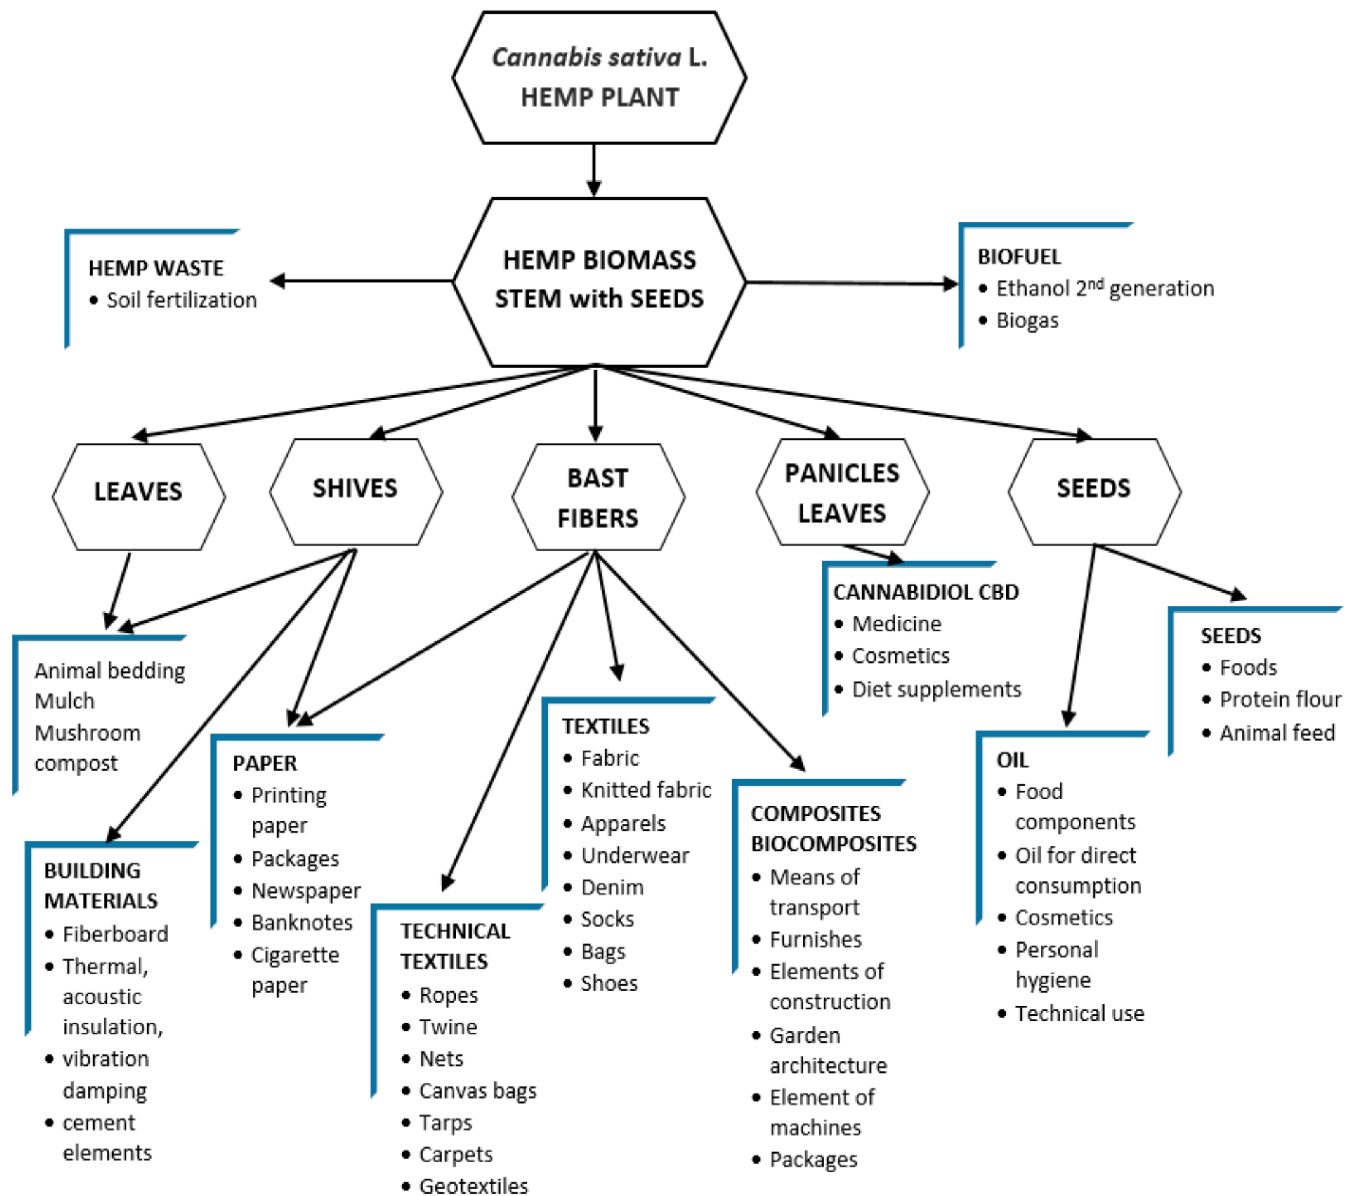 Cannabis sativa L.
HEMP PLANT
HEMP BIOMASS
STEM with SEEDS
HEMP WASTE
• Soil fertilization
BIOFUEL
• Ethanol 2nd generation
• Biogas
LEAVES
SHIVES
BAST
FIBERS
PANICLES
LEAVES
SEEDS
Animal bedding
Mulch
Mushroom
compost
BUILDING
MATERIALS
• Fiberboard
• Thermal,
acoustic
insulation,
• vibration
damping
• cement
elements
PAPER
• Printing
paper
• Packages
• Newspaper
• Banknotes
• Cigarette
paper
TECHNICAL
TEXTILES
• Ropes
• Twine
• Nets
• Canvas bags
• Tarps
• Carpets
• Geotextiles
TEXTILES
• Fabric
• Knitted fabric
• Apparels
• Underwear
• Denim
• Socks
• Bags
• Shoes
COMPOSITES
BIOCOMPOSITES
• Means of
transport
• Furnishes
• Elements of
construction
• Garden
architecture
• Element of
machines
• Packages
CANNABIDIOL CBD
• Medicine
• Cosmetics
• Diet supplements
OIL
• Food
components
• Oil for direct
consumption
• Cosmetics
• Personal
hygiene
• Technical use
SEEDS
• Foods
• Protein flour
• Animal feed